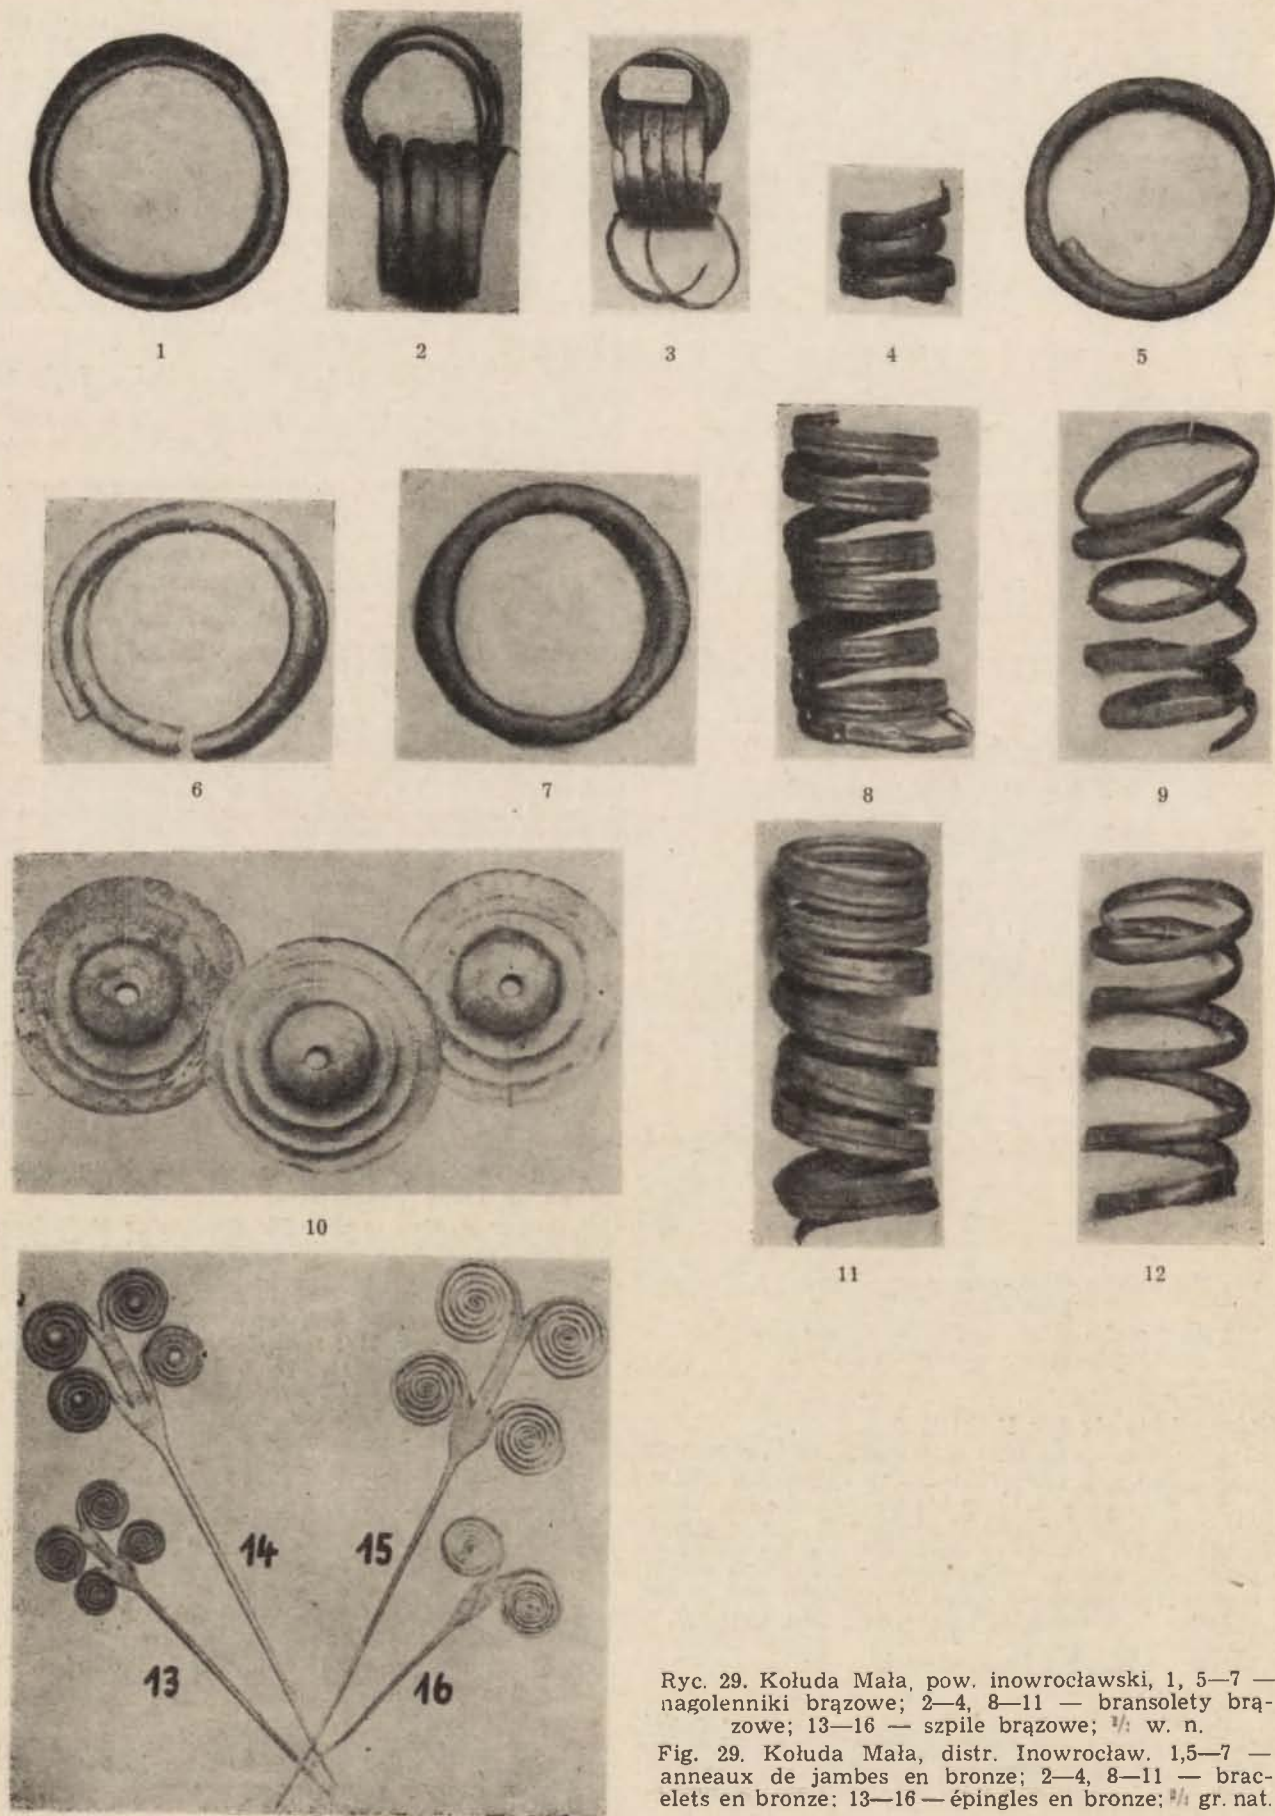 1
2
3
4
5
6
7
8
9
10
11
12
14
15
13
16
Ryc. 29. Kołuda Mała, pow. inowrocławski, 1, 5—7 —
nagolenniki brązowe; 2—4, 8—11 — bransolety brą-
zowe; 13—16 — szpile brązowe; w. n.
Fig. 29. Kołuda Mała, distr. Inowrocław. 1,5—7 —
anneaux de jambes en bronze; 2—4, 8—11 — brac-
elets en bronze; 13—16 — épingles en bronze; gr. nat.